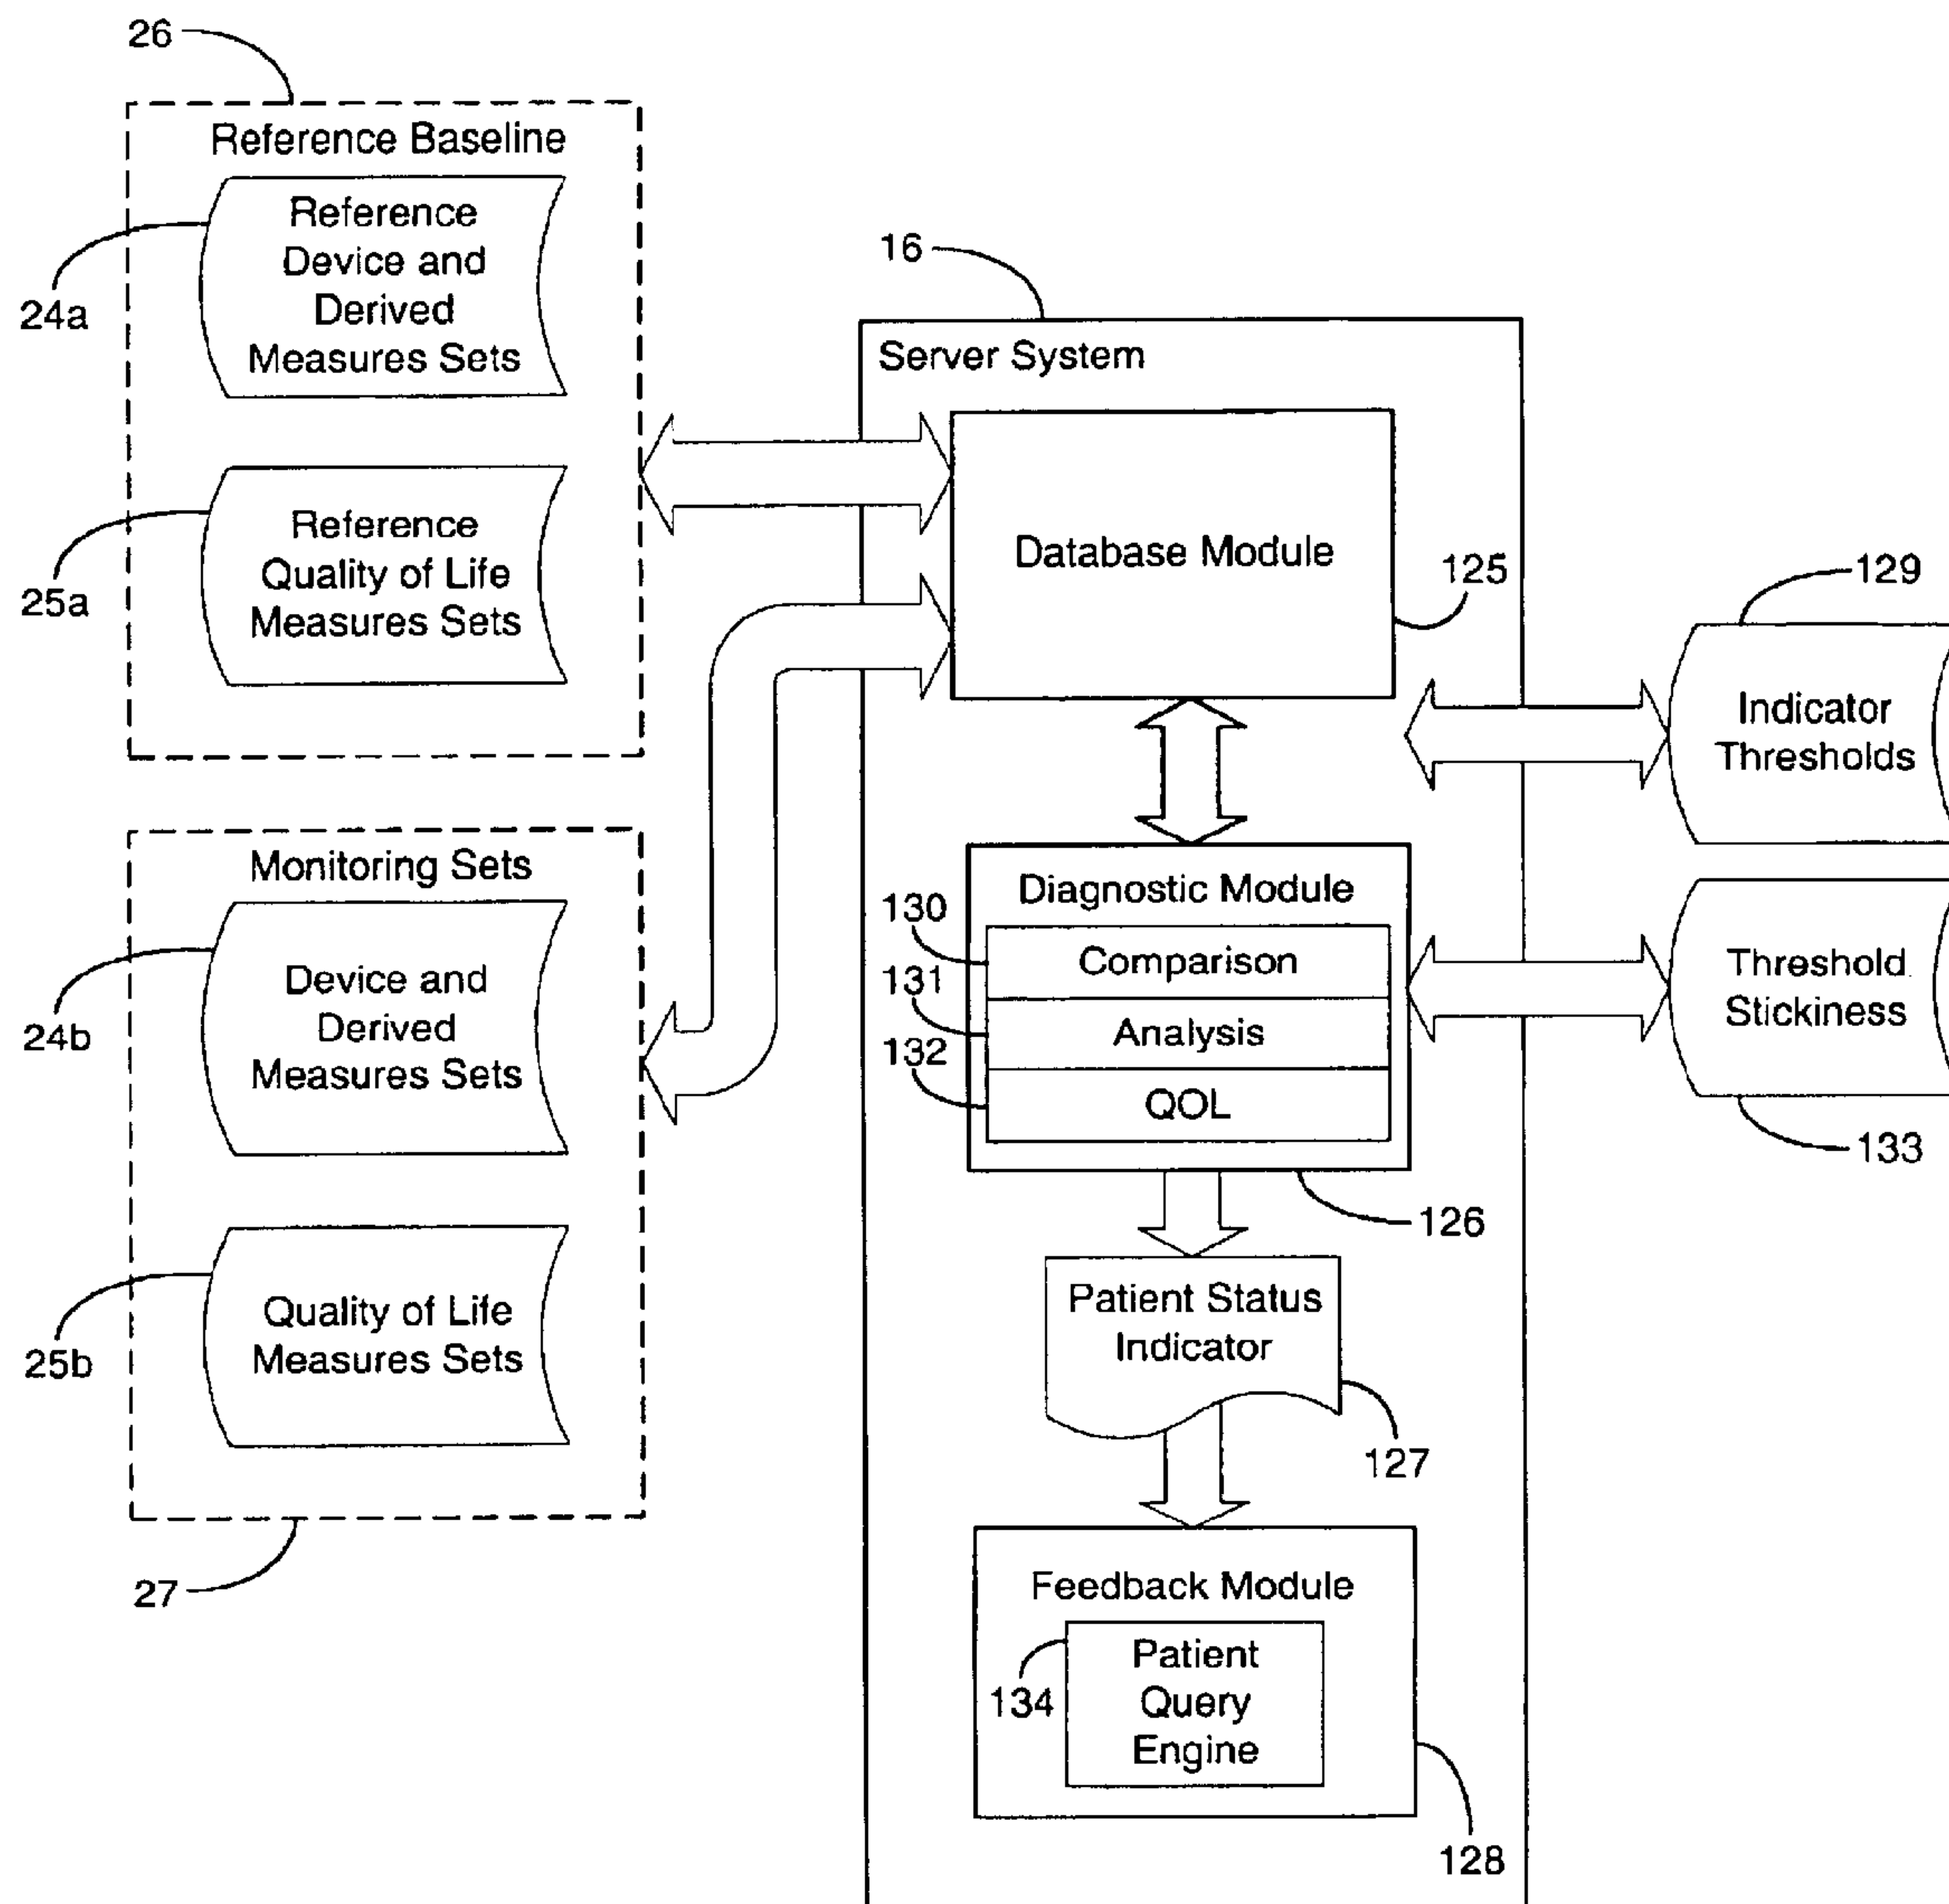 26
Reference Baseline
Reference
Device and
Derived
Measures Sets
24a
Reference
Quality of Life
Measures Sets
25a
Monitoring Sets
Device and
Derived
Measures Sets
24b
Quality of Life
Measures Sets
25b
27
16
Server System
Database Module
125
Diagnostic Module
130
Comparison
131
Analysis
132
QOL
126
Patient Status
Indicator
127
Feedback Module
Patient
Query
Engine
134
128
129
Indicator
Thresholds
Threshold
Stickiness
133